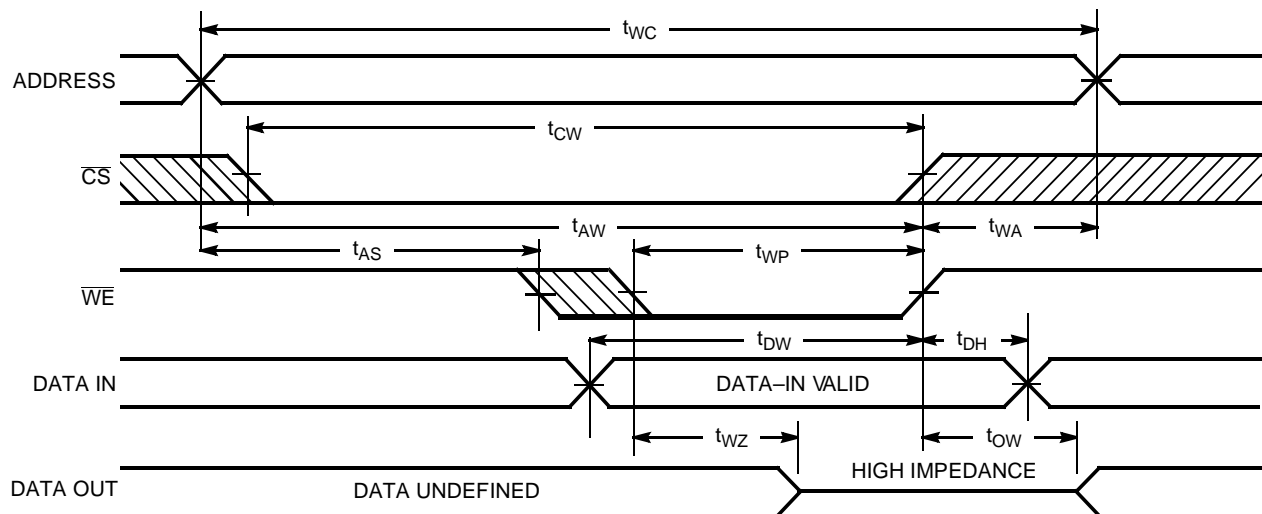 tWC
ADDRESS
tCW
CS
tAW
tWA
tAS
tWP
WE
tDW
tDH
DATA IN
DATA–IN VALID
tWZ
tOW
HIGH IMPEDANCE
DATA OUT
DATA UNDEFINED